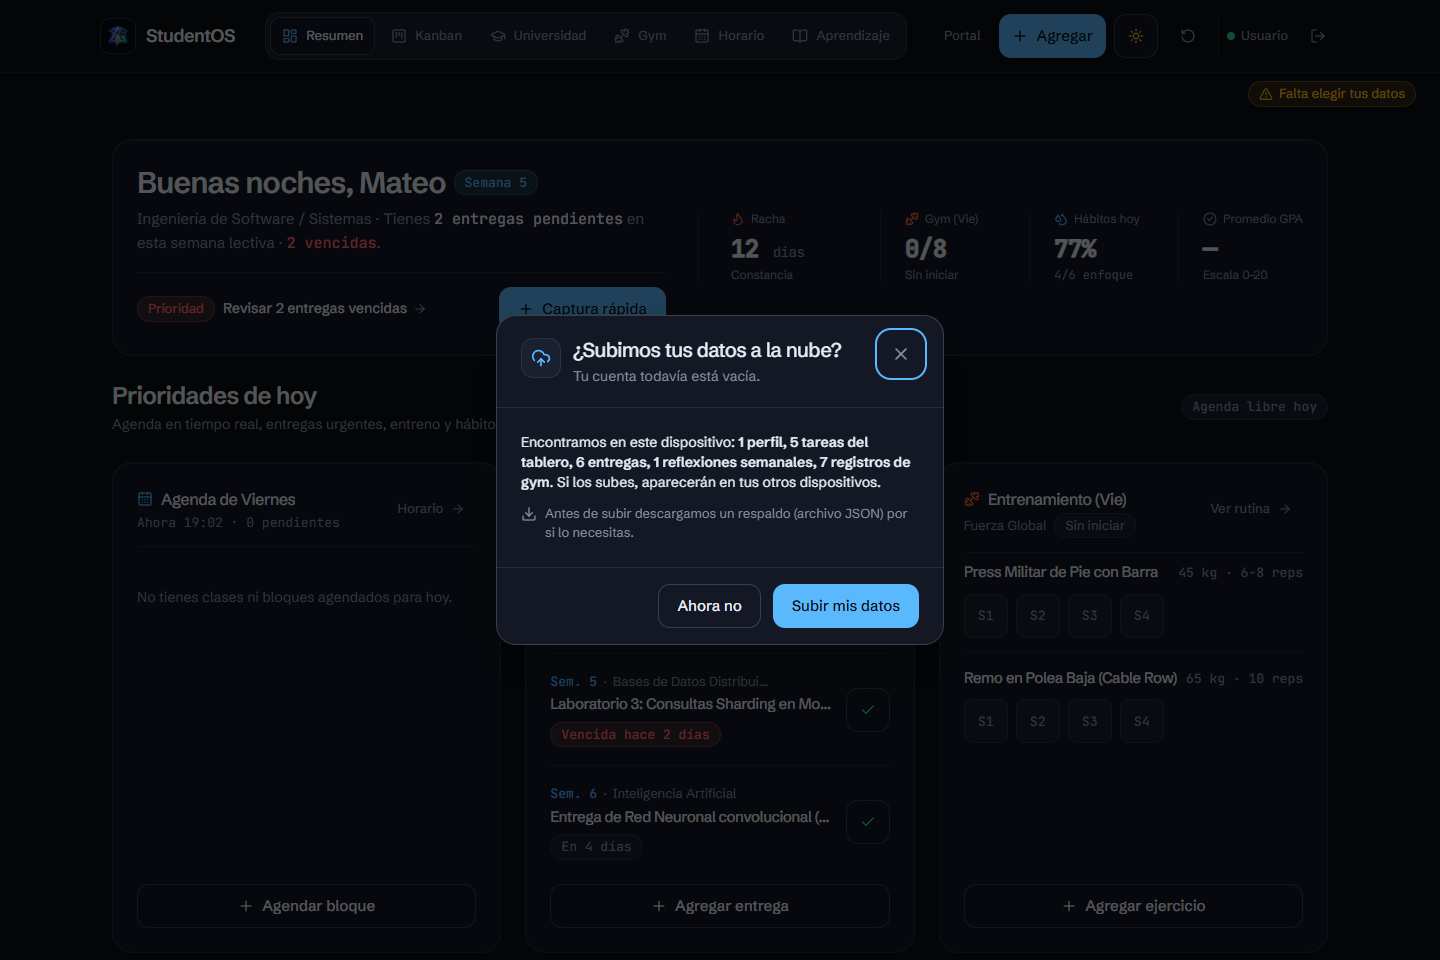 StudentOS
Resumen
Kanban
Universidad
Gym
Horario
Aprendizaje
Portal
Agregar
Usuario
Falta elegir tus datos
Buenas noches, Mateo
Semana 5
Ingeniería de Software / Sistemas · Tienes 2 entregas pendientes en
esta semana lectiva · 2 vencidas.
Prioridad
Revisar 2 entregas vencidas →
Captura rápida
Racha
12 días
Constancia
Gym (Vie)
0/8
Sin iniciar
Hábitos hoy
77%
4/6 enfoque
Promedio GPA
—
Escala 0-20
¿Subimos tus datos a la nube?
Tu cuenta todavía está vacía.
Encontramos en este dispositivo: 1 perfil, 5 tareas del
tablero, 6 entregas, 1 reflexiones semanales, 7 registros de
gym. Si los subes, aparecerán en tus otros dispositivos.
Antes de subir descargamos un respaldo (archivo JSON) por
si lo necesitas.
Ahora no
Subir mis datos
Prioridades de hoy
Agenda en tiempo real, entregas urgentes, entreno y hábito
Agenda libre hoy
Agenda de Viernes
Ahora 19:02 · 0 pendientes
Horario →
No tienes clases ni bloques agendados para hoy.
Agendar bloque
Sem. 5 · Bases de Datos Distribui...
Laboratorio 3: Consultas Sharding en Mo...
Vencida hace 2 días
Sem. 6 · Inteligencia Artificial
Entrega de Red Neuronal convolucional (...
En 4 días
Agregar entrega
Entrenamiento (Vie)
Fuerza Global
Sin iniciar
Ver rutina →
Press Militar de Pie con Barra
45 kg · 6-8 reps
S1
S2
S3
S4
Remo en Polea Baja (Cable Row)
65 kg · 10 reps
S1
S2
S3
S4
Agregar ejercicio